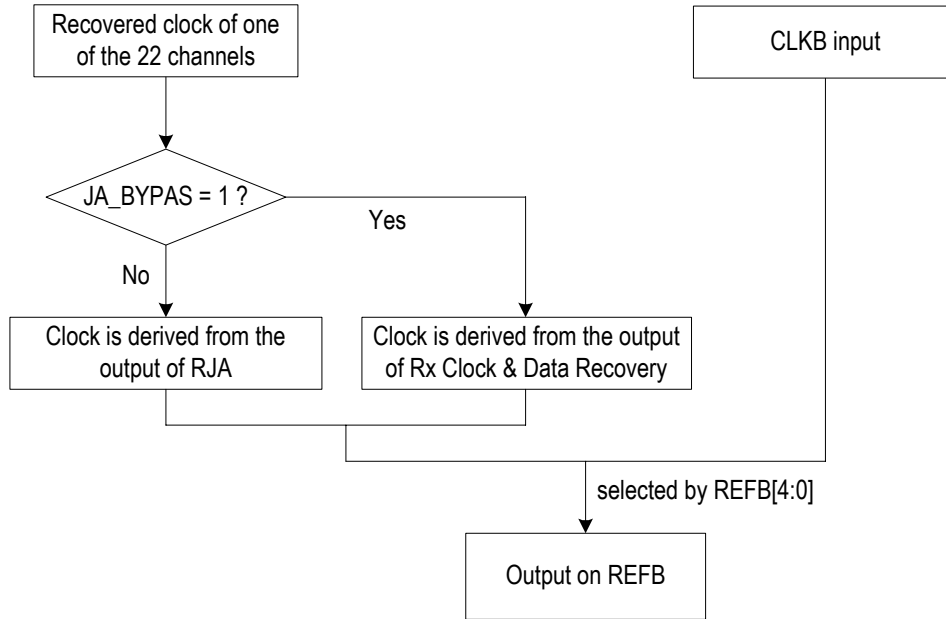 Recovered clock of one
of the 22 channels
CLKB input
JA_BYPAS = 1 ?
Yes
No
Clock is derived from the
output of RJA
Clock is derived from the output
of Rx Clock & Data Recovery
selected by REFB[4:0]
Output on REFB